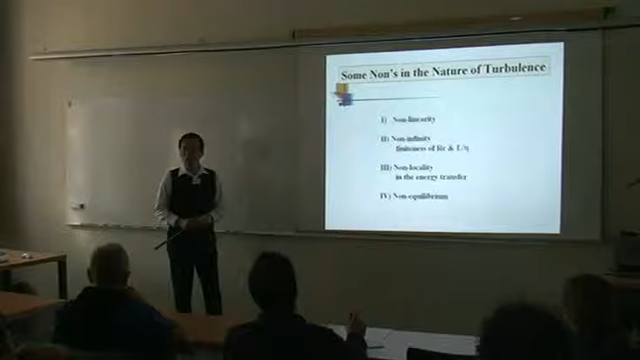 Some Non's in the Nature of Turbulence
I) Non-linearity
II) Non-infinity
finiteness of Re & L/η
III) Non-locality
in the energy transfer
IV) Non-equilibrium